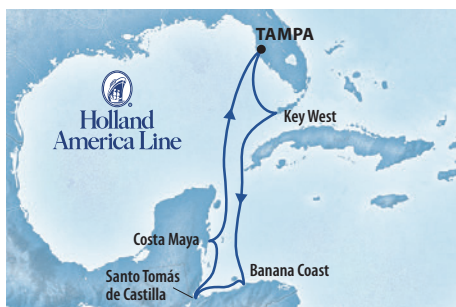 TAMPA
Holland
America Line
Key West
Costa Maya
Santo Tomás
de Castilla
Banana Coast